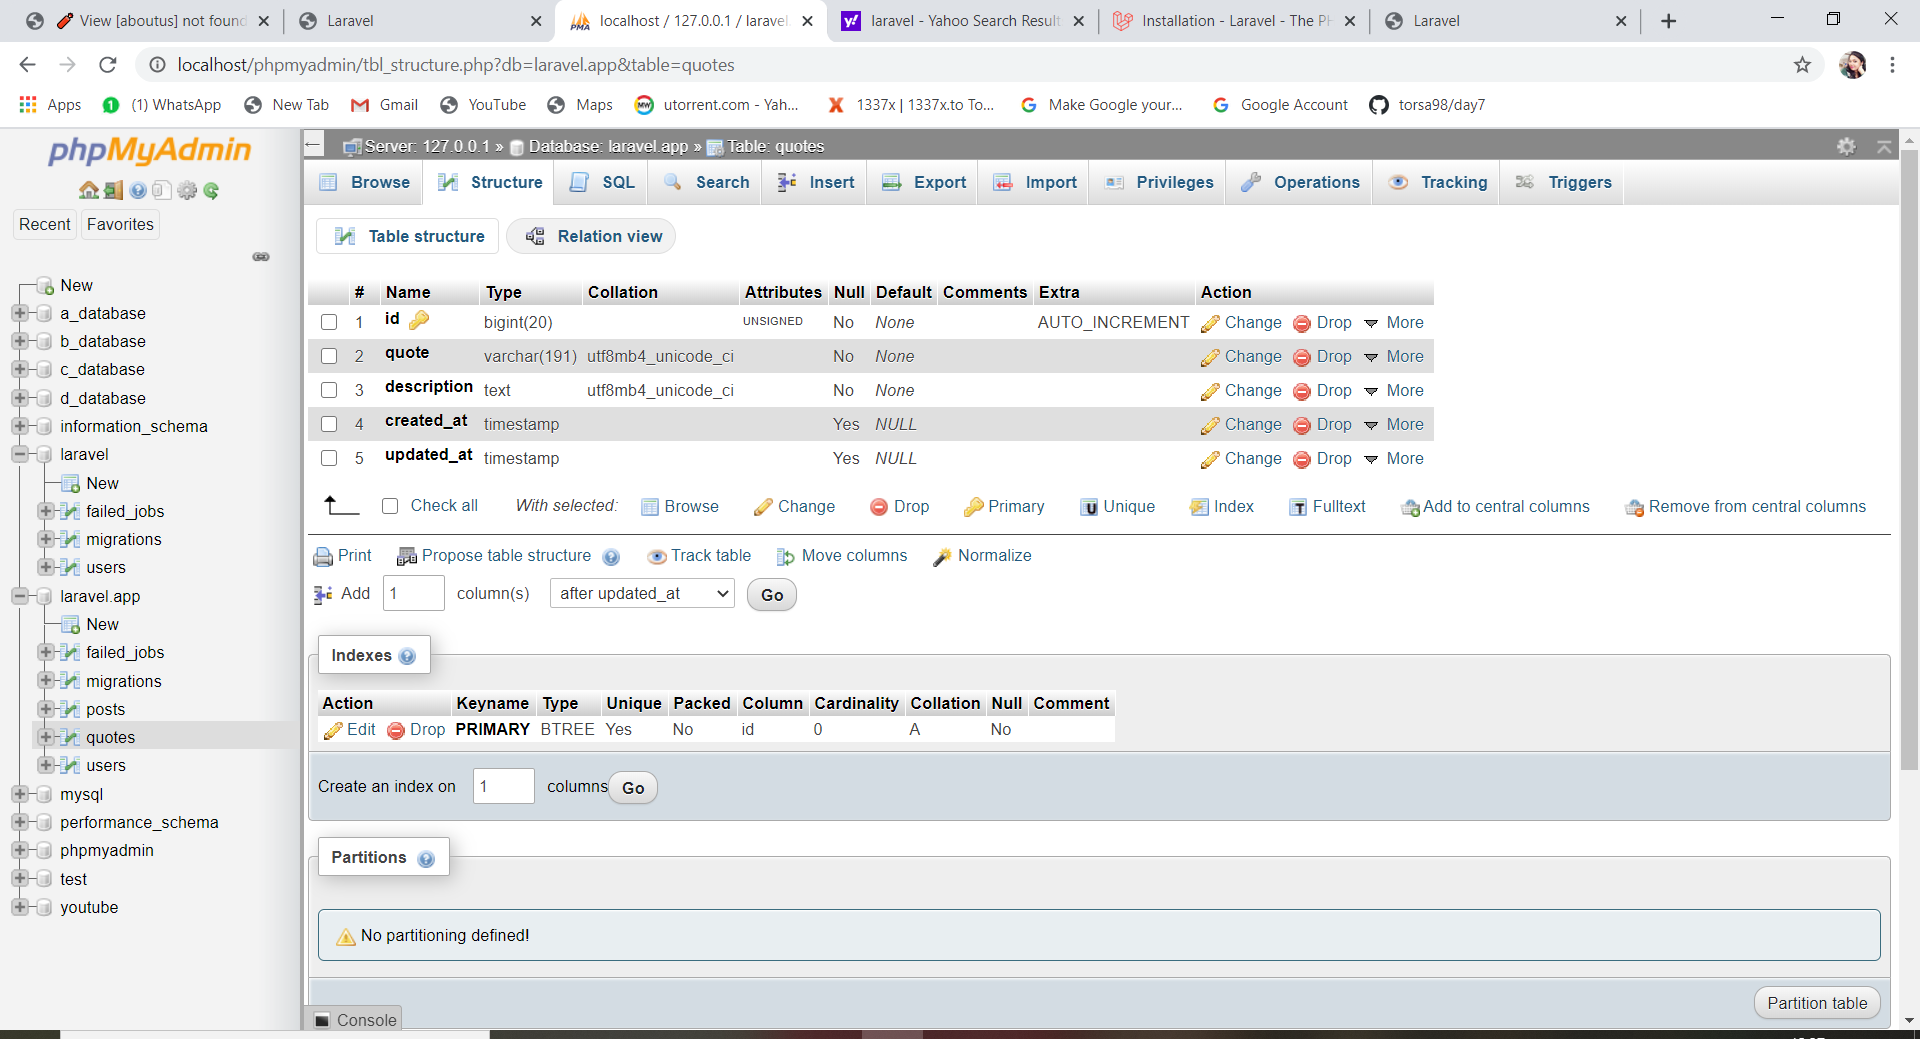 View [aboutus] not found
Laravel
localhost / 127.0.0.1 / laravel.
laravel - Yahoo Search Result
Installation - Laravel - The PH
Laravel
localhost/phpmyadmin/tbl_structure.php?db=laravel.app&table=quotes
Apps
(1) WhatsApp
New Tab
Gmail
YouTube
Maps
utorrent.com - Yah...
1337x | 1337x.to To...
Make Google your...
Google Account
torsa98/day7
phpMyAdmin
Recent
Favorites
New
a_database
b_database
c_database
d_database
information_schema
laravel
New
failed_jobs
migrations
users
laravel.app
New
failed_jobs
migrations
posts
quotes
users
mysql
performance_schema
phpmyadmin
test
youtube
Server: 127.0.0.1 » Database: laravel.app » Table: quotes
Browse Structure SQL Search Insert Export Import Privileges Operations Tracking Triggers
Table structure Relation view
# Name Type Collation Attributes Null Default Comments Extra Action
1 id bigint(20) UNSIGNED No None AUTO_INCREMENT Change Drop More
2 quote varchar(191) utf8mb4_unicode_ci No None Change Drop More
3 description text utf8mb4_unicode_ci No None Change Drop More
4 created_at timestamp Yes NULL Change Drop More
5 updated_at timestamp Yes NULL Change Drop More
Check all With selected: Browse Change Drop Primary Unique Index Fulltext Add to central columns Remove from central columns
Print Propose table structure Track table Move columns Normalize
Add 1 column(s) after updated_at Go
Indexes
Action Keyname Type Unique Packed Column Cardinality Collation Null Comment
Edit Drop PRIMARY BTREE Yes No id 0 A No
Create an index on 1 columns Go
Partitions
No partitioning defined!
Partition table
Console